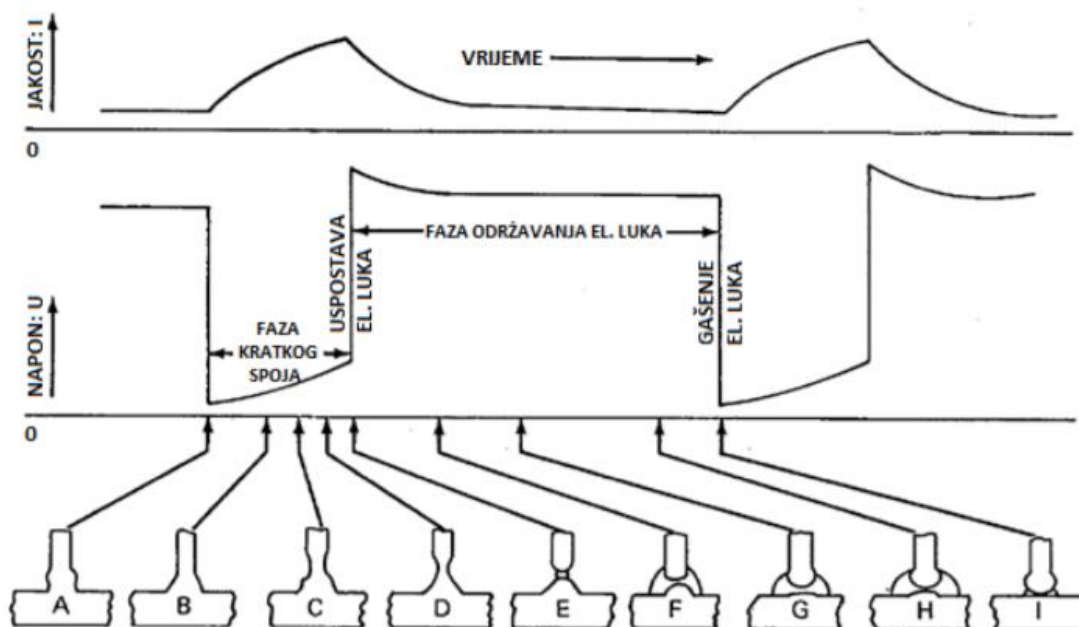 JAKOST: I
VRIJEME
0
NAPON: U
FAZA
KRATKOG
SPOJA
USPOSTAVA
EL. LUKA
FAZA ODRŽAVANJA EL. LUKA
GAŠENJE
EL. LUKA
0
A B C D E F G H I